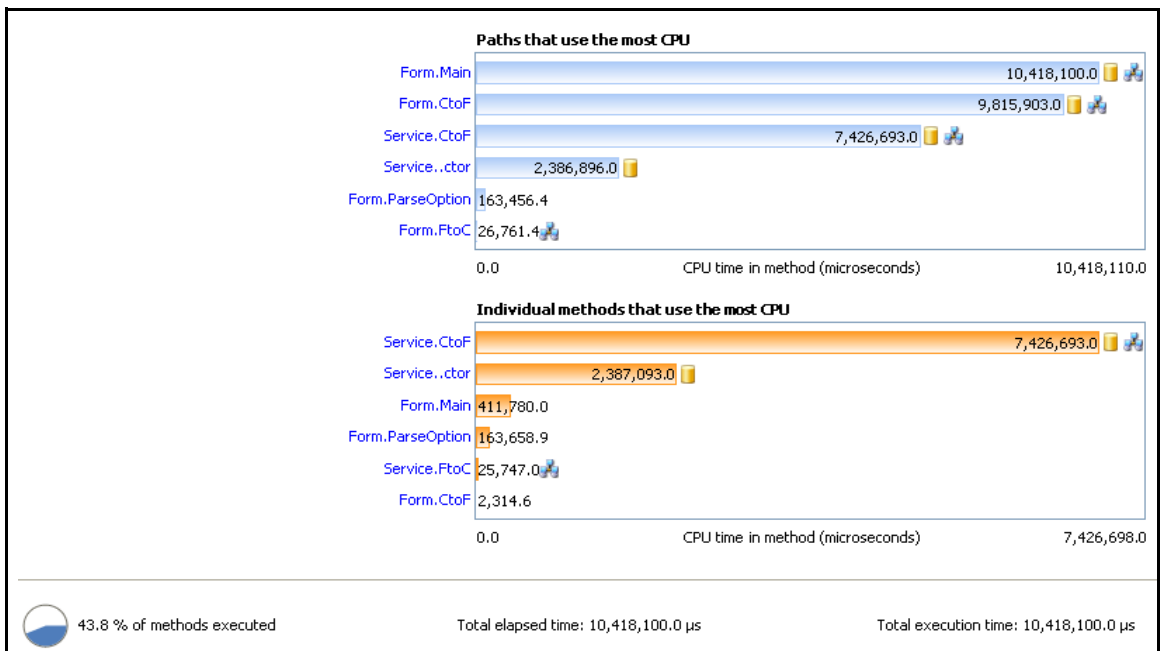 Paths that use the most CPU
Form.Main 10,418,100.0
Form.CtoF 9,815,903.0
Service.CtoF 7,426,693.0
Service..ctor 2,386,896.0
Form.ParseOption 163,456.4
Form.FtoC 26,761.4
0.0 CPU time in method (microseconds) 10,418,110.0
Individual methods that use the most CPU
Service.CtoF 7,426,693.0
Service..ctor 2,387,093.0
Form.Main 411,780.0
Form.ParseOption 163,658.9
Service.FtoC 25,747.0
Form.CtoF 2,314.6
0.0 CPU time in method (microseconds) 7,426,698.0
43.8 % of methods executed Total elapsed time: 10,418,100.0 µs Total execution time: 10,418,100.0 µs